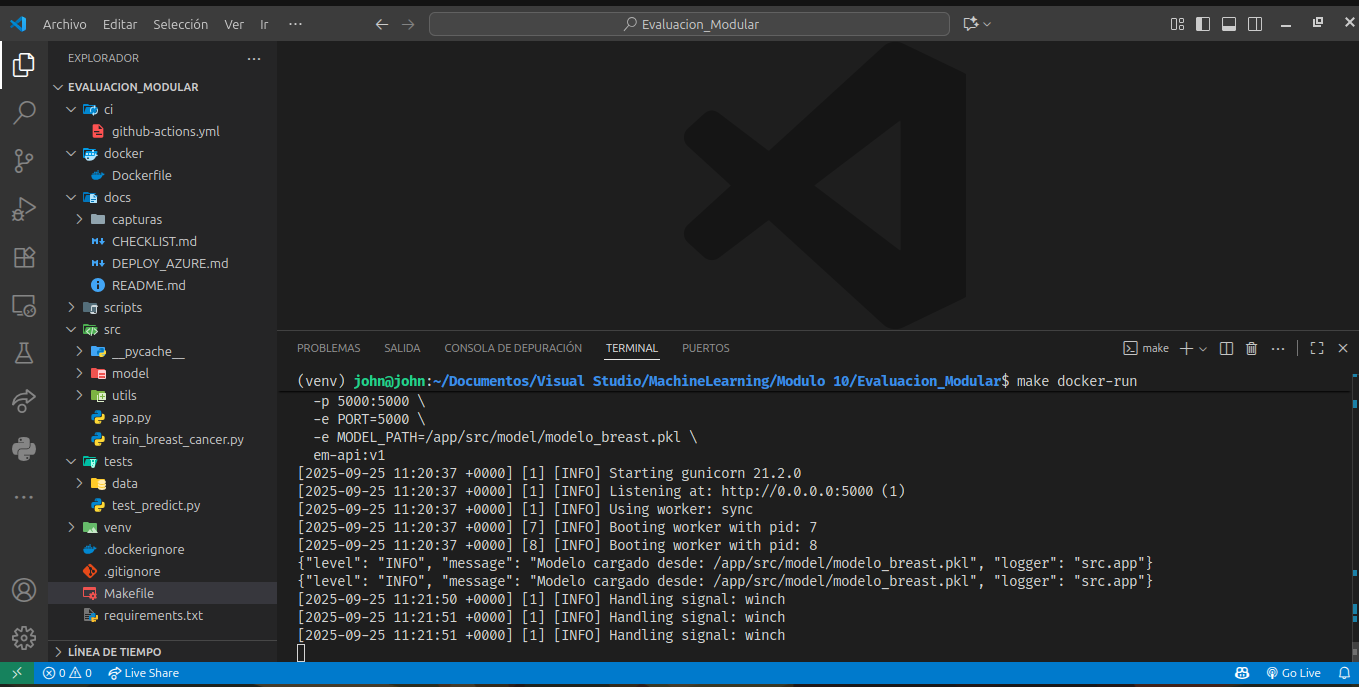 Archivo Editar Selección Ver Ir ··· Evaluacion_Modular
EXPLORADOR ···
EVALUACION_MODULAR
ci
github-actions.yml
docker
Dockerfile
docs
capturas
CHECKLIST.md
DEPLOY_AZURE.md
README.md
scripts
src
__pycache__
model
utils
app.py
train_breast_cancer.py
tests
data
test_predict.py
venv
.dockerignore
.gitignore
Makefile
requirements.txt
LÍNEA DE TIEMPO
PROBLEMAS SALIDA CONSOLA DE DEPURACIÓN TERMINAL PUERTOS make
(venv) john@john:~/Documentos/Visual Studio/MachineLearning/Modulo 10/Evaluacion_Modular$ make docker-run
-p 5000:5000 \
-e PORT=5000 \
-e MODEL_PATH=/app/src/model/modelo_breast.pkl \
em-api:v1
[2025-09-25 11:20:37 +0000] [1] [INFO] Starting gunicorn 21.2.0
[2025-09-25 11:20:37 +0000] [1] [INFO] Listening at: http://0.0.0.0:5000 (1)
[2025-09-25 11:20:37 +0000] [1] [INFO] Using worker: sync
[2025-09-25 11:20:37 +0000] [7] [INFO] Booting worker with pid: 7
[2025-09-25 11:20:37 +0000] [8] [INFO] Booting worker with pid: 8
{"level": "INFO", "message": "Modelo cargado desde: /app/src/model/modelo_breast.pkl", "logger": "src.app"}
{"level": "INFO", "message": "Modelo cargado desde: /app/src/model/modelo_breast.pkl", "logger": "src.app"}
[2025-09-25 11:21:50 +0000] [1] [INFO] Handling signal: winch
[2025-09-25 11:21:51 +0000] [1] [INFO] Handling signal: winch
[2025-09-25 11:21:51 +0000] [1] [INFO] Handling signal: winch
0 0 Live Share Go Live